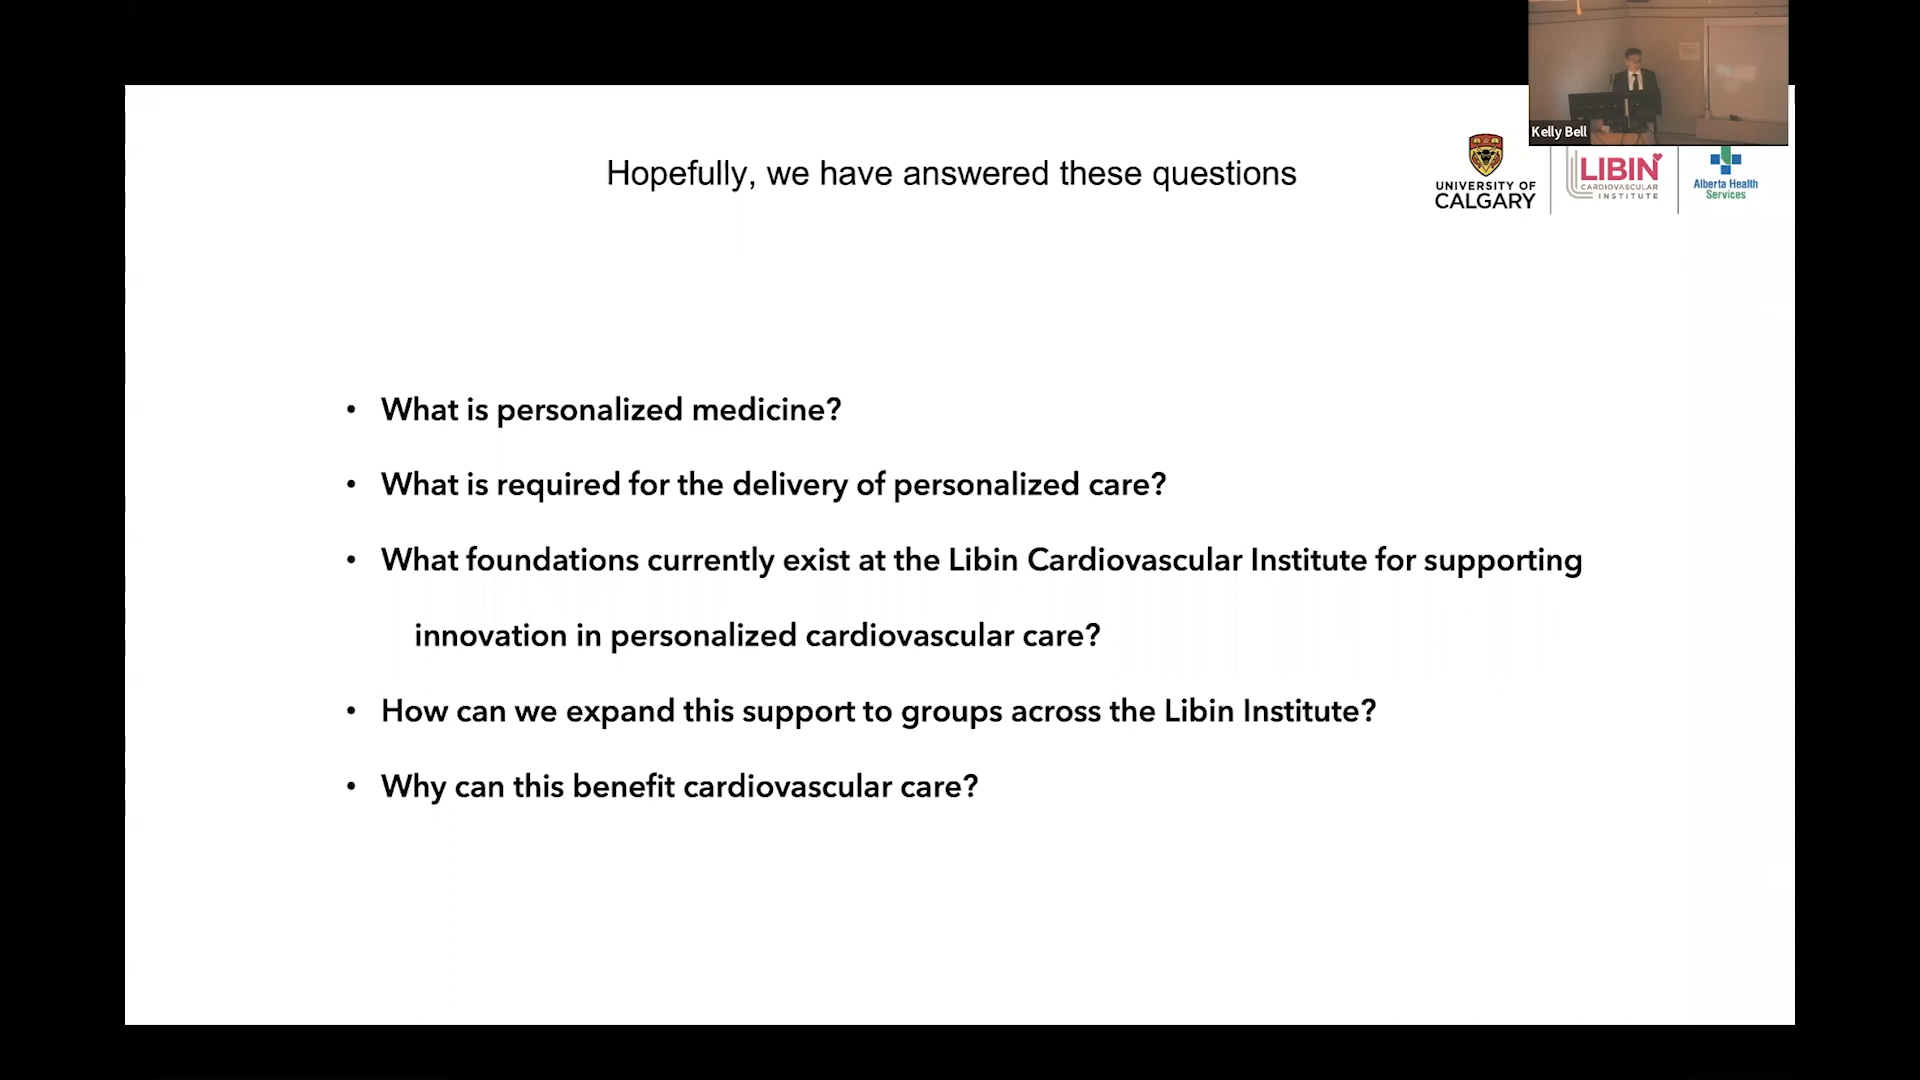 Kelly Bell
Hopefully, we have answered these questions
UNIVERSITY OF
CALGARY
LIBIN
CARDIOVASCULAR
INSTITUTE
Alberta Health
Services
• What is personalized medicine?
• What is required for the delivery of personalized care?
• What foundations currently exist at the Libin Cardiovascular Institute for supporting
innovation in personalized cardiovascular care?
• How can we expand this support to groups across the Libin Institute?
• Why can this benefit cardiovascular care?